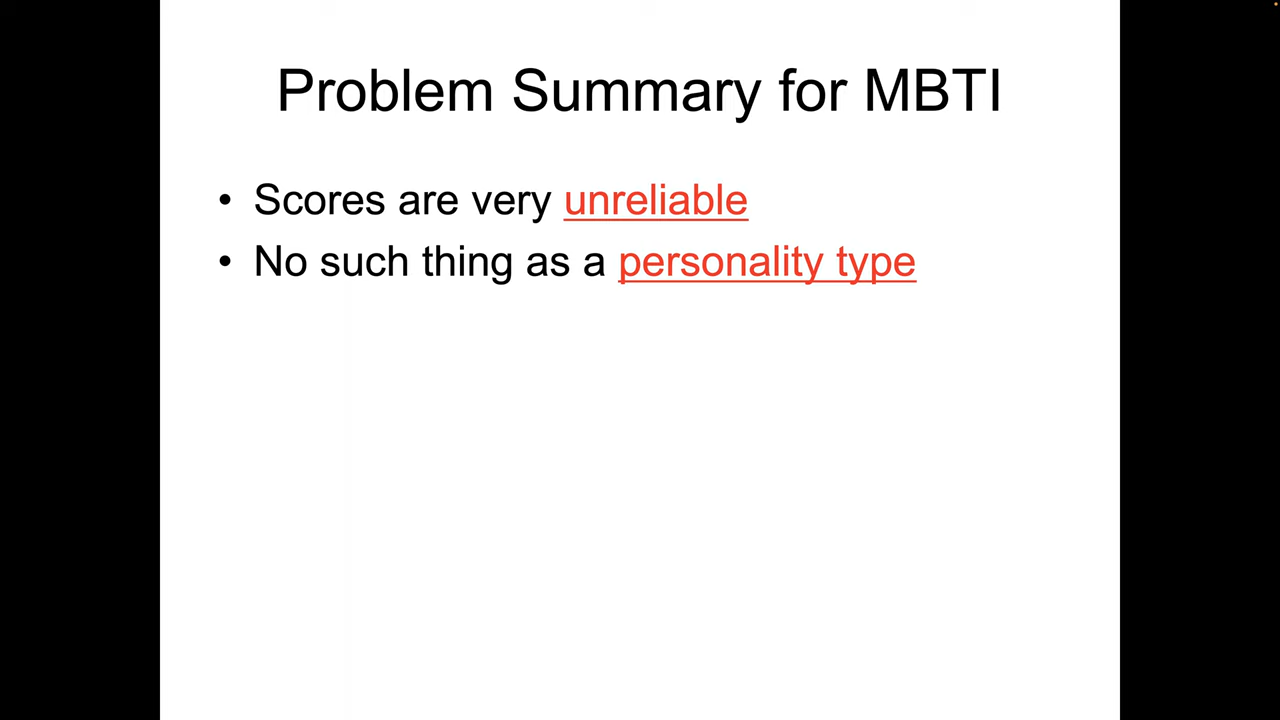 Problem Summary for MBTI
• Scores are very unreliable
• No such thing as a personality type